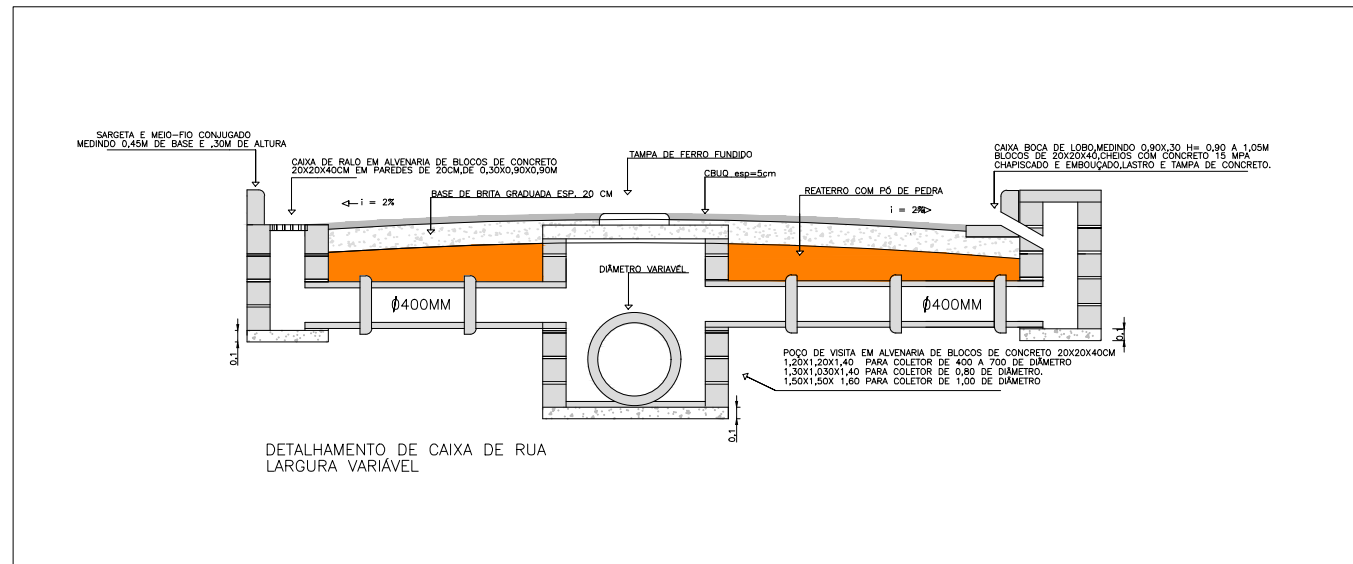 SARGETA E MEIO-FIO CONJUGADO
MEDINDO 0,45M DE BASE E ,30M DE ALTURA
CAIXA DE RALO EM ALVENARIA DE BLOCOS DE CONCRETO
20X20X40CM EM PAREDES DE 20CM,DE 0,30X0,90X0,90M
TAMPA DE FERRO FUNDIDO
CBUQ esp=5cm
CAIXA BOCA DE LOBO,MEDINDO 0,90X,30 H= 0,90 A 1,05M
BLOCOS DE 20X20X40,CHEIOS COM CONCRETO 15 MPA
CHAPISCADO E EMBOUÇADO,LASTRO E TAMPA DE CONCRETO.
i = 2%
BASE DE BRITA GRADUADA ESP. 20 CM
REATERRO COM PÓ DE PEDRA
i = 2%
DIÂMETRO VARIAVÉL
Ø400MM
Ø400MM
0.1
0.1
POÇO DE VISITA EM ALVENARIA DE BLOCOS DE CONCRETO 20X20X40CM
1,20X1,20X1,40 PARA COLETOR DE 400 A 700 DE DIÂMETRO
1,30X1,030X1,40 PARA COLETOR DE 0,80 DE DIÂMETRO.
1,50X1,50X 1,60 PARA COLETOR DE 1,00 DE DIÂMETRO
0.1
DETALHAMENTO DE CAIXA DE RUA
LARGURA VARIÁVEL